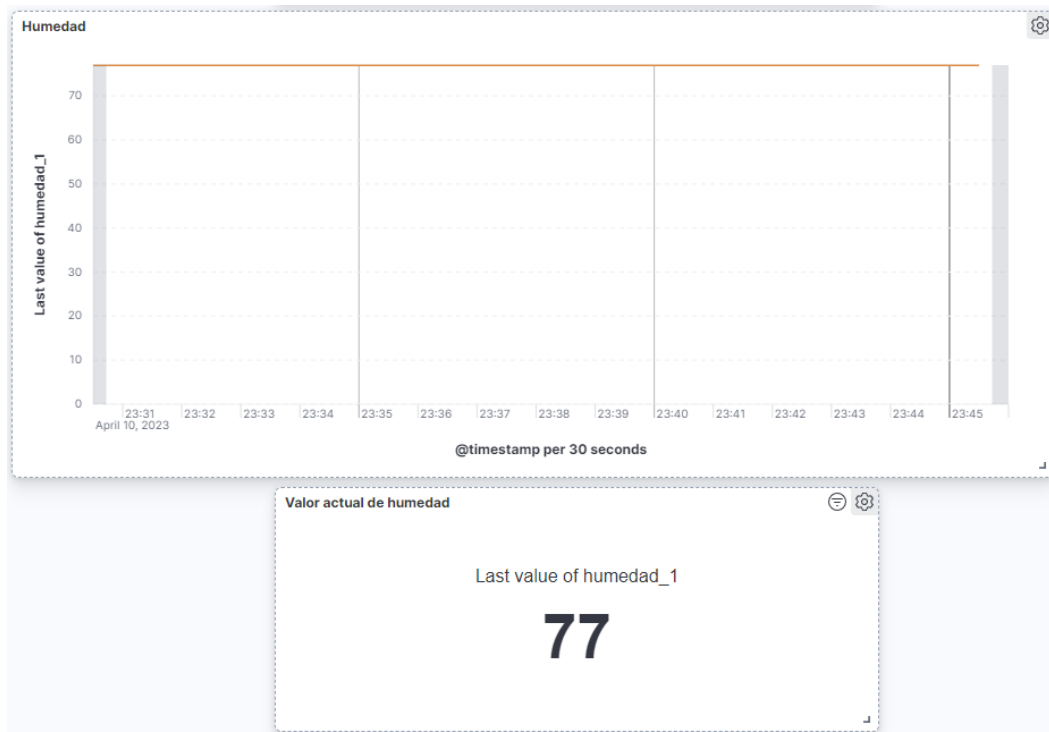 Humedad
Last value of humedad_1
70
60
50
40
30
20
10
0
23:31 23:32 23:33 23:34 23:35 23:36 23:37 23:38 23:39 23:40 23:41 23:42 23:43 23:44 23:45
April 10, 2023
@timestamp per 30 seconds
Valor actual de humedad
Last value of humedad_1
77